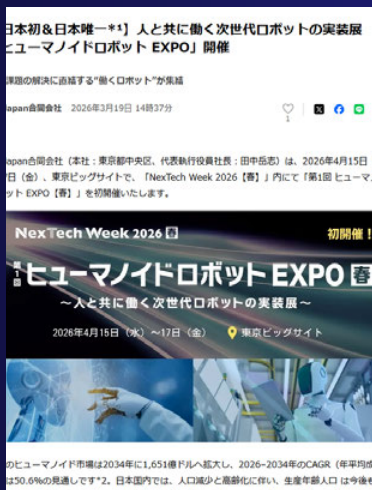 日本初&日本唯一*¹】人と共に働く次世代ロボットの実装展
ヒューマノイドロボット EXPO」開催
課題の解決に直結する"働くロボット"が集結
Japan合同会社 2026年3月19日 14時37分
1
Japan合同会社（本社：東京都中央区、代表執行役員社長：田中岳志）は、2026年4月15日
日（金）、東京ビッグサイトで、「NexTech Week 2026【春】」内にて「第1回 ヒューマ
ット EXPO【春】」を初開催いたします。
NexTech Week 2026 春
初開催！
第1回 ヒューマノイドロボット EXPO 春
～人と共に働く次世代ロボットの実装展～
2026年4月15日（水）～17日（金） 東京ビッグサイト
のヒューマノイド市場は2034年に1,651億ドルへ拡大し、2026–2034年のCAGR（年平均成
は50.6%の見通しです*2。日本国内では、人口減少と高齢化に伴い、生産年齢人口 は今後も